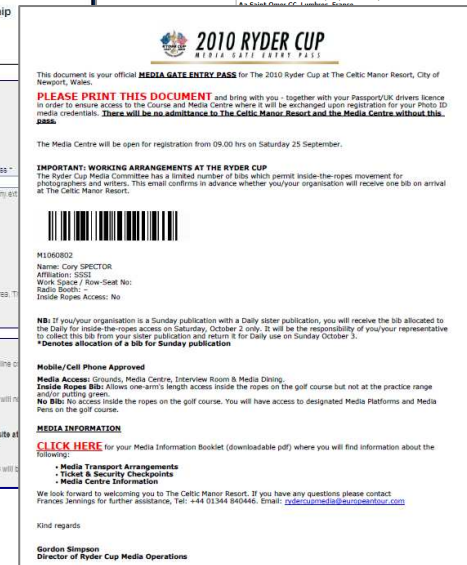 Aa Saint Omer CC, Lumbres, France
ip
2010 RYDER CUP
MEDIA GATE ENTRY PASS
This document is your official MEDIA GATE ENTRY PASS for The 2010 Ryder Cup at The Celtic Manor Resort, City of
Newport, Wales.
PLEASE PRINT THIS DOCUMENT and bring with you - together with your Passport/UK drivers licence
in order to ensure access to the Course and Media Centre where it will be exchanged upon registration for your Photo ID
media credentials. There will be no admittance to The Celtic Manor Resort and the Media Centre without this
pass.
The Media Centre will be open for registration from 09.00 hrs on Saturday 25 September.
IMPORTANT: WORKING ARRANGEMENTS AT THE RYDER CUP
The Ryder Cup Media Committee has a limited number of bibs which permit inside-the-ropes movement for
photographers and writers. This email confirms in advance whether you/your organisation will receive one bib on arrival
at The Celtic Manor Resort.
M1060802
Name: Cory SPECTOR
Affiliation: SSSI
Work Space / Row-Seat No:
Radio Booth: -
Inside Ropes Access: No
NB: If you/your organisation is a Sunday publication with a Daily sister publication, you will receive the bib allocated to
the Daily for inside-the-ropes access on Saturday, October 2 only. It will be the responsibility of you/your representative
to collect this bib from your sister publication and return it for Daily use on Sunday October 3.
*Denotes allocation of a bib for Sunday publication
Mobile/Cell Phone Approved
Media Access: Grounds, Media Centre, Interview Room & Media Dining.
Inside Ropes Bib: Allows one-arm's length access inside the ropes on the golf course but not at the practice range
and/or putting green.
No Bib: No access inside the ropes on the golf course. You will have access to designated Media Platforms and Media
Pens on the golf course.
MEDIA INFORMATION
CLICK HERE for your Media Information Booklet (downloadable pdf) where you will find information about the
following:
• Media Transport Arrangements
• Ticket & Security Checkpoints
• Media Centre Information
We look forward to welcoming you to The Celtic Manor Resort. If you have any questions please contact
Frances Jennings for further assistance, Tel: +44 01344 840446. Email: rydercupmedia@europeantour.com
Kind regards
Gordon Simpson
Director of Ryder Cup Media Operations